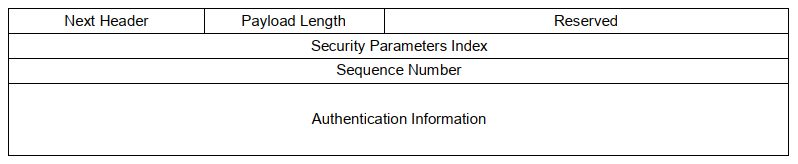 Next Header Payload Length Reserved
Security Parameters Index
Sequence Number
Authentication Information